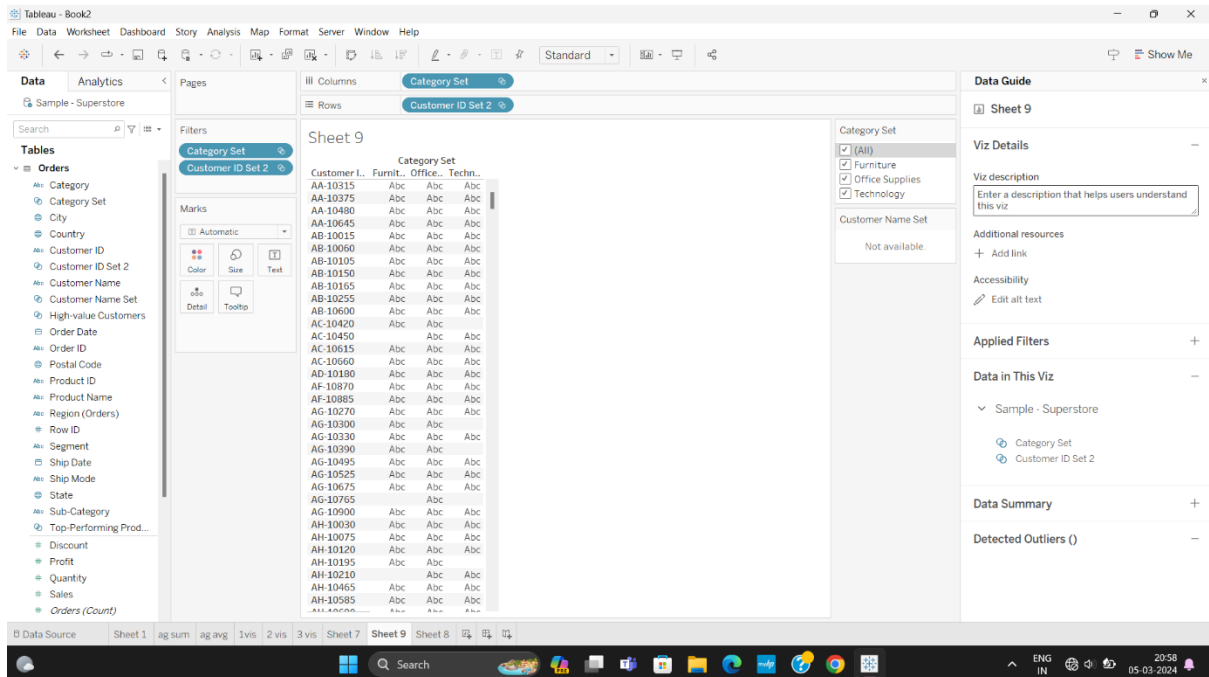 Tableau - Book2
File Data Worksheet Dashboard Story Analysis Map Format Server Window Help
Standard
Show Me
Data Analytics
Sample - Superstore
Search
Tables
Orders
Abc Category
Category Set
City
Country
Abc Customer ID
Customer ID Set 2
Abc Customer Name
Customer Name Set
High-value Customers
Order Date
Abc Order ID
Postal Code
Abc Product ID
Abc Product Name
Abc Region (Orders)
# Row ID
Abc Segment
Ship Date
Abc Ship Mode
State
Abc Sub-Category
Top-Performing Prod...
# Discount
# Profit
# Quantity
# Sales
# Orders (Count)
Pages
Filters
Category Set
Customer ID Set 2
Marks
Automatic
Color Size Text
Detail Tooltip
Columns Category Set
Rows Customer ID Set 2
Sheet 9
Category Set
Customer I.. Furnit.. Office.. Techn..
AA-10315 Abc Abc Abc
AA-10375 Abc Abc Abc
AA-10480 Abc Abc Abc
AA-10645 Abc Abc Abc
AB-10015 Abc Abc Abc
AB-10060 Abc Abc Abc
AB-10105 Abc Abc Abc
AB-10150 Abc Abc Abc
AB-10165 Abc Abc Abc
AB-10255 Abc Abc Abc
AB-10600 Abc Abc Abc
AC-10420 Abc Abc
AC-10450 Abc Abc
AC-10615 Abc Abc Abc
AC-10660 Abc Abc Abc
AD-10180 Abc Abc Abc
AF-10870 Abc Abc Abc
AF-10885 Abc Abc Abc
AG-10270 Abc Abc Abc
AG-10300 Abc Abc
AG-10330 Abc Abc Abc
AG-10390 Abc Abc
AG-10495 Abc Abc Abc
AG-10525 Abc Abc Abc
AG-10675 Abc Abc Abc
AG-10765 Abc
AG-10900 Abc Abc Abc
AH-10030 Abc Abc Abc
AH-10075 Abc Abc Abc
AH-10120 Abc Abc Abc
AH-10195 Abc Abc
AH-10210 Abc Abc
AH-10465 Abc Abc Abc
AH-10585 Abc Abc Abc
Category Set
(All)
Furniture
Office Supplies
Technology
Customer Name Set
Not available.
Data Guide
Sheet 9
Viz Details
Viz description
Enter a description that helps users understand
this viz
Additional resources
+ Add link
Accessibility
Edit alt text
Applied Filters
Data in This Viz
Sample - Superstore
Category Set
Customer ID Set 2
Data Summary
Detected Outliers ()
Data Source Sheet 1 ag sum ag avg 1vis 2 vis 3 vis Sheet 7 Sheet 9 Sheet 8
Search
ENG
IN
20:58
05-03-2024